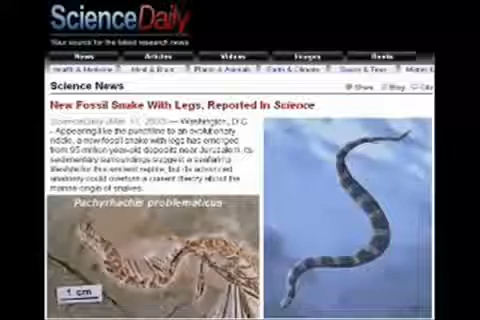 ScienceDaily
Your source for the latest research news
News Articles Videos Images Books
Health & Medicine Mind & Brain Plants & Animals Earth & Climate Space & Time Matter
Science News
Share Blog
New Fossil Snake With Legs, Reported In Science
ScienceDaily — Washington, D.C.
- Appearing like the punchline to an evolutionary
riddle, a new fossil snake with legs has emerged
from 95 million year-old deposits near Jerusalem. Its
sedimentary surroundings suggest a seafaring
lifestyle for this ancient reptile, but its advanced
anatomy could overturn a current theory about the
marine origin of snakes.
Pachyrhachis problematicus
1 cm